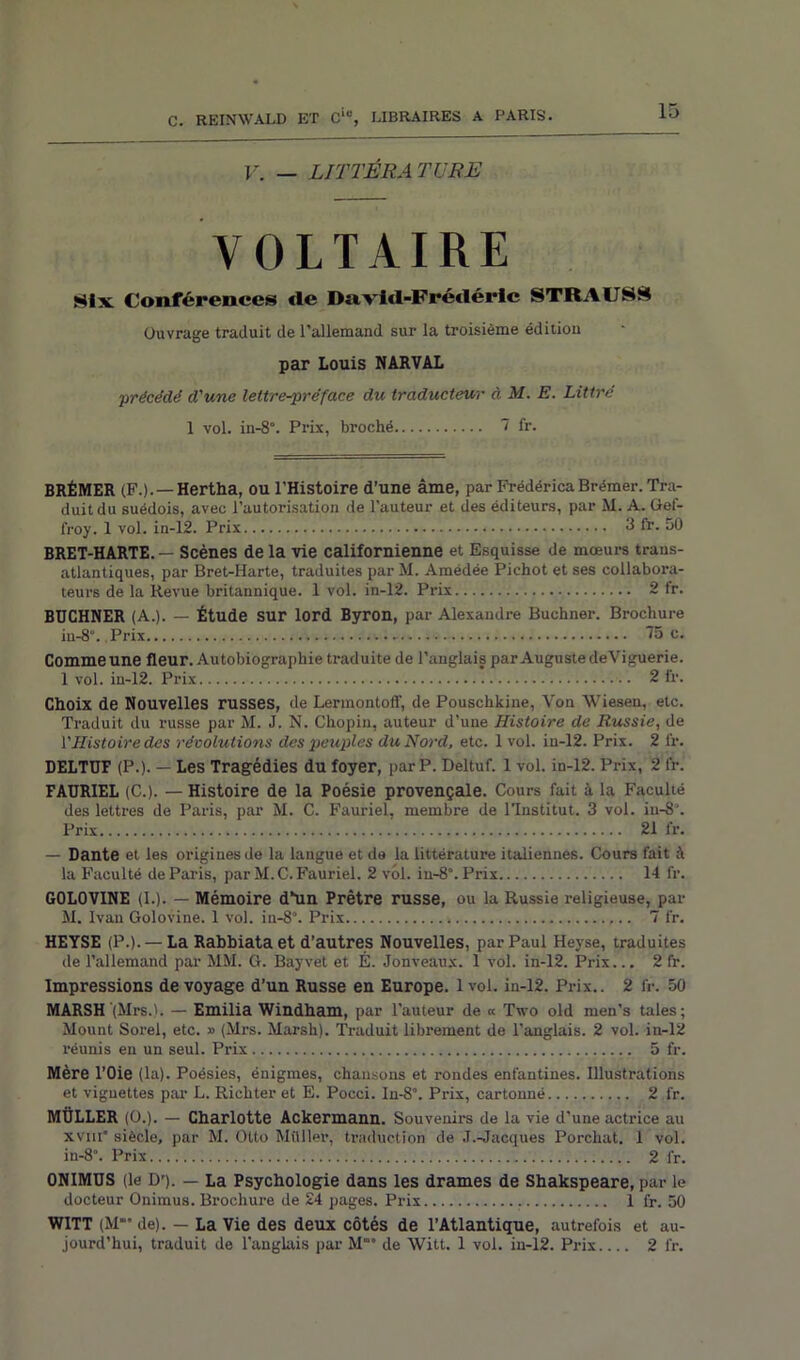 C. REINWALD ET Cie, LIBRAIRES A PARIS.
15
V. — LITTÉRATURE
VOLTAIRE
Six Conférences de David-Frédéric STRAUSS
Ouvrage traduit de l'allemand sur la troisième édition
par Louis NARVAL
précédé d'une lettre-préface du traducteur à M. E. Littré
1 vol. in-8°. Prix, broché........... 7 fr.
BRÉMER (F.). — Hertha, ou l'Histoire d'une âme, par Frédérica Brémer. Tra-
duit du suédois, avec l'autorisation de l'auteur et des éditeurs, par M. A. Gef-
froy. 1 vol. in-12. Prix........... 3 fr. 50
BRET-HARTE. — Scènes de la vie californienne et Esquisse de mœurs trans-
atlantiques, par Bret-Harte, traduites par M. Amédée Pichot et ses collabora-
teurs de la Revue britannique. 1 vol. in-12. Prix........... 2 fr.
BUCHNER (A.). — Étude sur lord Byron, par Alexandre Buchner. Brochure
in-8°. Prix........... 75 c.
Comme une fleur. Autobiographie traduite de l'anglais par Auguste de Viguerie.
1 vol. in-12. Prix........... 2 fr.
Choix de Nouvelles russes, de Lermontoff, de Pouschkine, Von Wiesen, etc.
Traduit du russe par M. J. N. Chopin, auteur d'une Histoire de Russie, de
l'Histoire des révolutions des peuples du Nord, etc. 1 vol. in-12. Prix. 2 fr.
DELTUF (P.). — Les Tragédies du foyer, par P. Deltuf. 1 vol. in-12. Prix, 2 fr.
FAURIEL (C.). — Histoire de la Poésie provençale. Cours fait à la Faculté
des lettres de Paris, par M. C. Fauriel, membre de l'Institut. 3 vol. in-8°.
Prix........... 21 fr.
— Dante et les origines de la langue et de la littérature italiennes. Cours fait à
la Faculté de Paris, par M. C. Fauriel. 2 vol. in-8°. Prix........... 14 fr.
GOLOVINE (I.). — Mémoire d'un Prêtre russe, ou la Russie religieuse, par
M. Ivan Golovine. 1 vol. in-8°. Prix........... 7 fr.
HEYSE (P.). — La Rabbiata et d'autres Nouvelles, par Paul Heyse, traduites
de l'allemand par MM. G. Bayvet et É. Jonveaux. 1 vol. in-12. Prix... 2 fr.
Impressions de voyage d'un Russe en Europe. 1 vol. in-12. Prix.. 2 fr. 50
MARSH (Mrs.). — Emilia Windham, par l'auteur de « Two old men's tales;
Mount Sorel, etc. » (Mrs. Marsh). Traduit librement de l'anglais. 2 vol. in-12
réunis en un seul. Prix........... 5 fr.
Mère l'Oie (la). Poésies, énigmes, chansons et rondes enfantines. Illustrations
et vignettes par L. Richter et E. Pocci. In-8°. Prix, cartonné........... 2 fr.
MÜLLER (O.). — Charlotte Ackermann. Souvenirs de la vie d'une actrice au
XVIIIe siècle, par M. Otto Müller, traduction de J.-Jacques Porchat. 1 vol.
in-8°. Prix........... 2 fr.
ONIMUS (le Dr). — La Psychologie dans les drames de Shakspeare, par le
docteur Onimus. Brochure de 24 pages. Prix........... 1 fr. 50
WITT (Mme de). — La Vie des deux côtés de l'Atlantique, autrefois et au-
jourd'hui, traduit de l'anglais par Mme de Witt. 1 vol. in-12. Prix.... 2 fr.